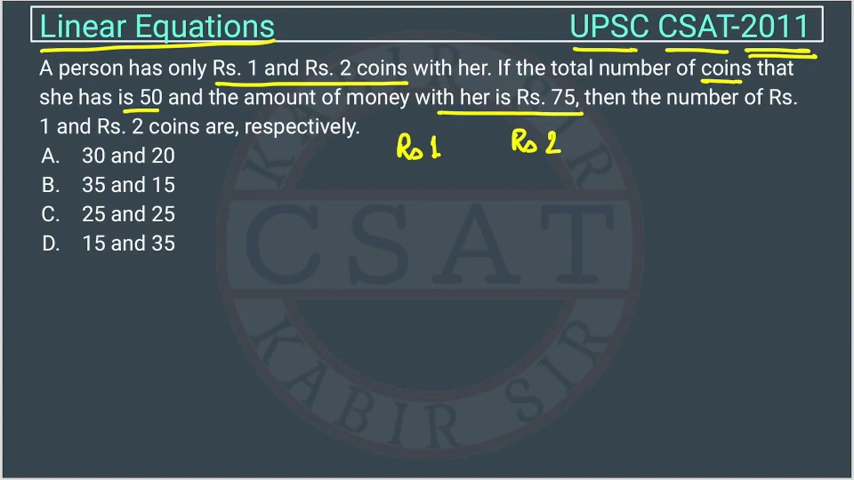 Linear Equations UPSC CSAT-2011
A person has only Rs. 1 and Rs. 2 coins with her. If the total number of coins that
she has is 50 and the amount of money with her is Rs. 75, then the number of Rs.
1 and Rs. 2 coins are, respectively.
Rs 1 Rs 2
A. 30 and 20
B. 35 and 15
C. 25 and 25
D. 15 and 35
KABIR SIR
CSAT
KABIR SIR